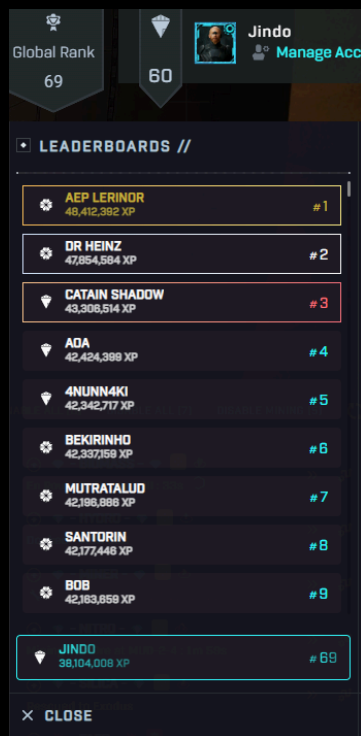 Global Rank
69
60
Jindo
Manage Acc
LEADERBOARDS //
AEP LERINOR
48,412,392 XP
#1
DR HEINZ
47,854,584 XP
#2
CATAIN SHADOW
43,306,514 XP
#3
AOA
42,424,399 XP
#4
4NUNN4KI
42,342,717 XP
#5
BEKIRINHO
42,337,159 XP
#6
MUTRATALUD
42,196,886 XP
#7
SANTORIN
42,177,446 XP
#8
BOB
42,163,659 XP
#9
JINDO
38,104,008 XP
#69
CLOSE